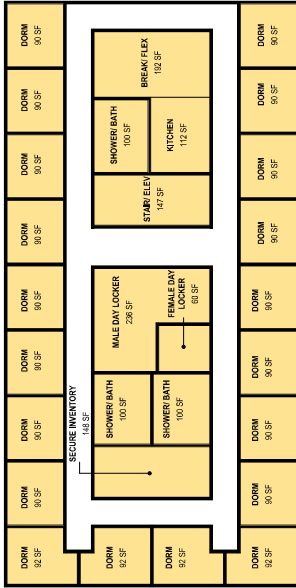 DORM
90 SF
DORM
90 SF
DORM
90 SF
DORM
90 SF
DORM
90 SF
DORM
90 SF
DORM
90 SF
DORM
90 SF
DORM
92 SF
BREAK/ FLEX
192 SF
SHOWER/ BATH
100 SF
KITCHEN
112 SF
STAIR/ ELEV
147 SF
MALE DAY LOCKER
236 SF
FEMALE DAY
LOCKER
60 SF
SHOWER/ BATH
100 SF
SHOWER/ BATH
100 SF
SECURE INVENTORY
148 SF
DORM
92 SF
DORM
92 SF
DORM
90 SF
DORM
90 SF
DORM
90 SF
DORM
90 SF
DORM
90 SF
DORM
90 SF
DORM
90 SF
DORM
90 SF
DORM
92 SF